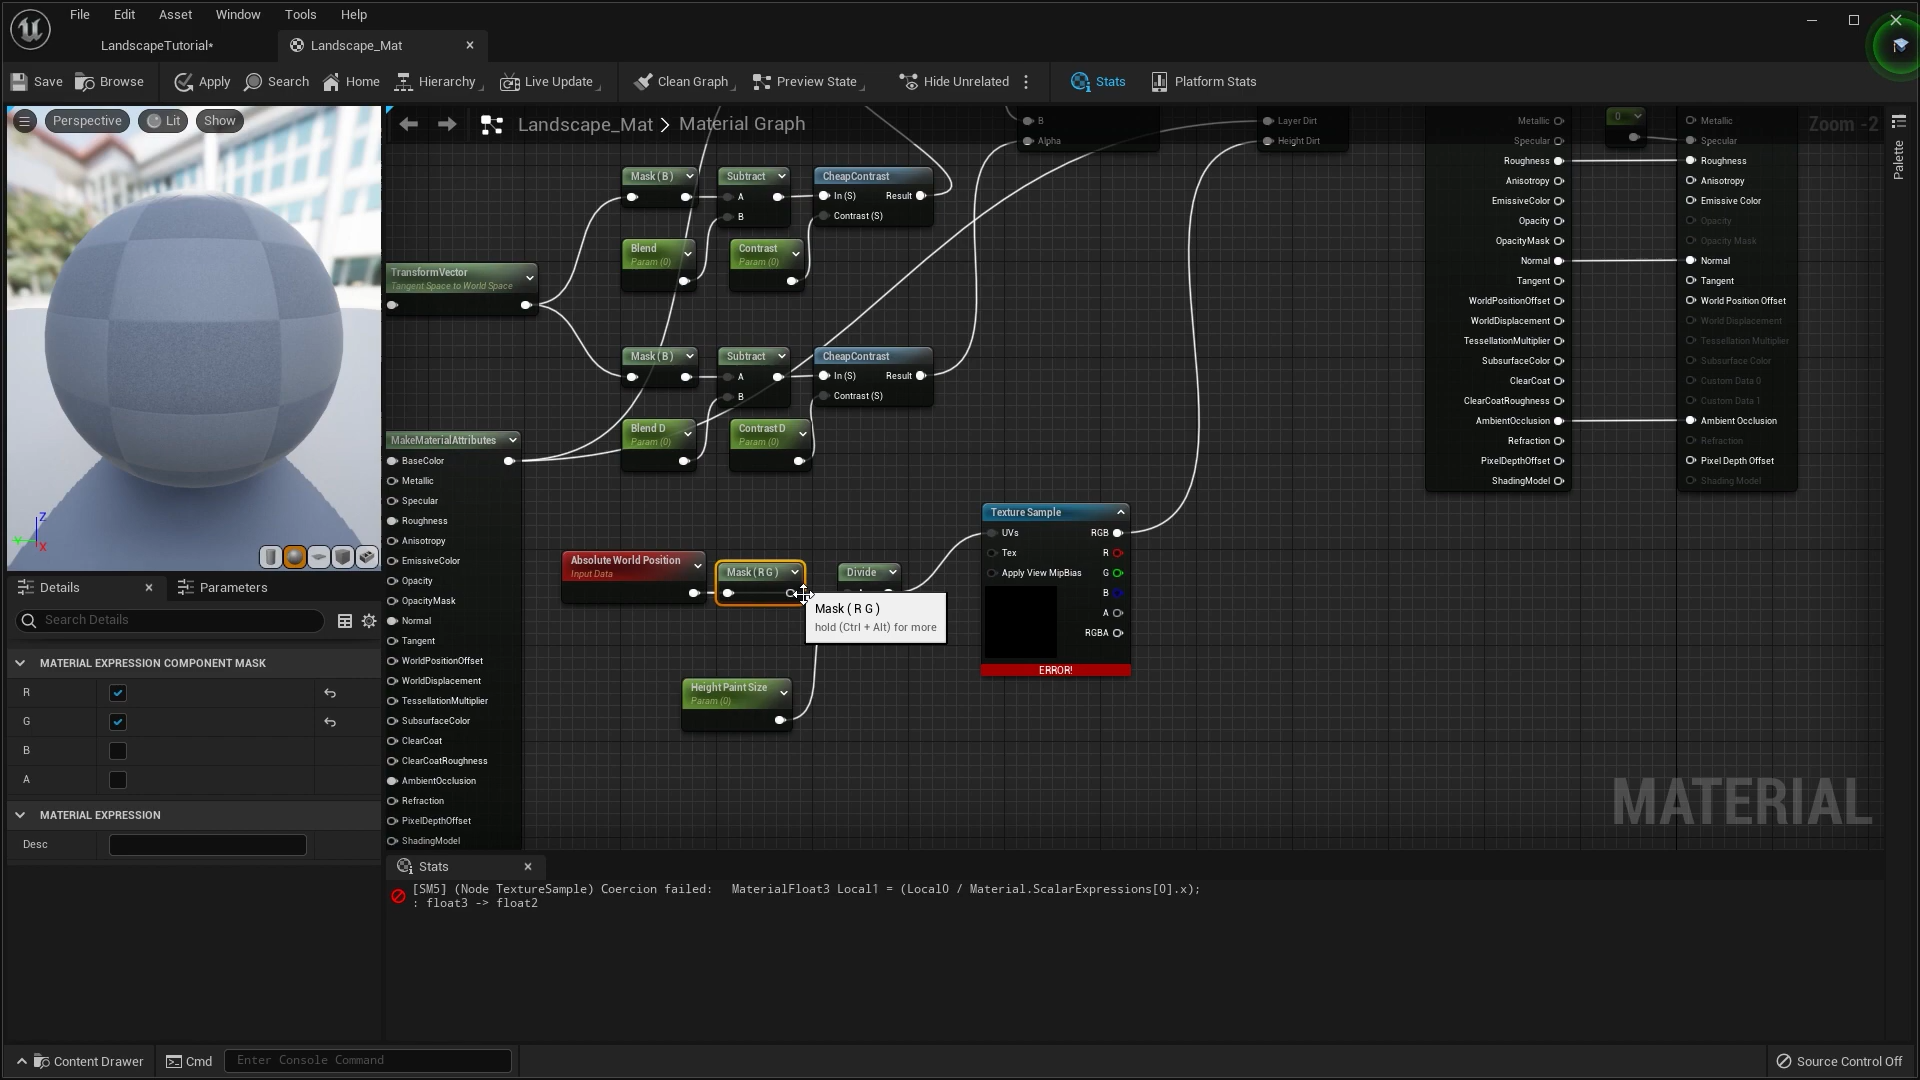 File Edit Asset Window Tools Help
LandscapeTutorial* Landscape_Mat
Save Browse Apply Search Home Hierarchy Live Update Clean Graph Preview State Hide Unrelated Stats Platform Stats
Perspective Lit Show
Landscape_Mat > Material Graph
Zoom -2
Palette
B
Alpha
Layer Dirt
Height Dirt
Mask ( B )
Subtract
A
B
CheapContrast
In (S) Result
Contrast (S)
Blend
Param (0)
Contrast
Param (0)
TransformVector
Tangent Space to World Space
Mask ( B )
Subtract
A
B
CheapContrast
In (S) Result
Contrast (S)
Blend D
Param (0)
Contrast D
Param (0)
MakeMaterialAttributes
BaseColor
Metallic
Specular
Roughness
Anisotropy
EmissiveColor
Opacity
OpacityMask
Normal
Tangent
WorldPositionOffset
WorldDisplacement
TessellationMultiplier
SubsurfaceColor
ClearCoat
ClearCoatRoughness
AmbientOcclusion
Refraction
PixelDepthOffset
ShadingModel
Absolute World Position
Input Data
Mask ( R G )
Divide
Mask ( R G )
hold (Ctrl + Alt) for more
Height Paint Size
Param (0)
Texture Sample
UVs RGB
Tex R
Apply View MipBias G
B
A
RGBA
ERROR!
Metallic
Specular
Roughness
Anisotropy
EmissiveColor
Opacity
OpacityMask
Normal
Tangent
WorldPositionOffset
WorldDisplacement
TessellationMultiplier
SubsurfaceColor
ClearCoat
ClearCoatRoughness
AmbientOcclusion
Refraction
PixelDepthOffset
ShadingModel
0
Metallic
Specular
Roughness
Anisotropy
Emissive Color
Opacity
Opacity Mask
Normal
Tangent
World Position Offset
World Displacement
Tessellation Multiplier
Subsurface Color
Custom Data 0
Custom Data 1
Ambient Occlusion
Refraction
Pixel Depth Offset
Shading Model
MATERIAL
Z
Y
X
Details Parameters
Search Details
MATERIAL EXPRESSION COMPONENT MASK
R
G
B
A
MATERIAL EXPRESSION
Desc
Stats
[SM5] (Node TextureSample) Coercion failed: MaterialFloat3 Local1 = (Local0 / Material.ScalarExpressions[0].x);
: float3 -> float2
Content Drawer Cmd Enter Console Command Source Control Off